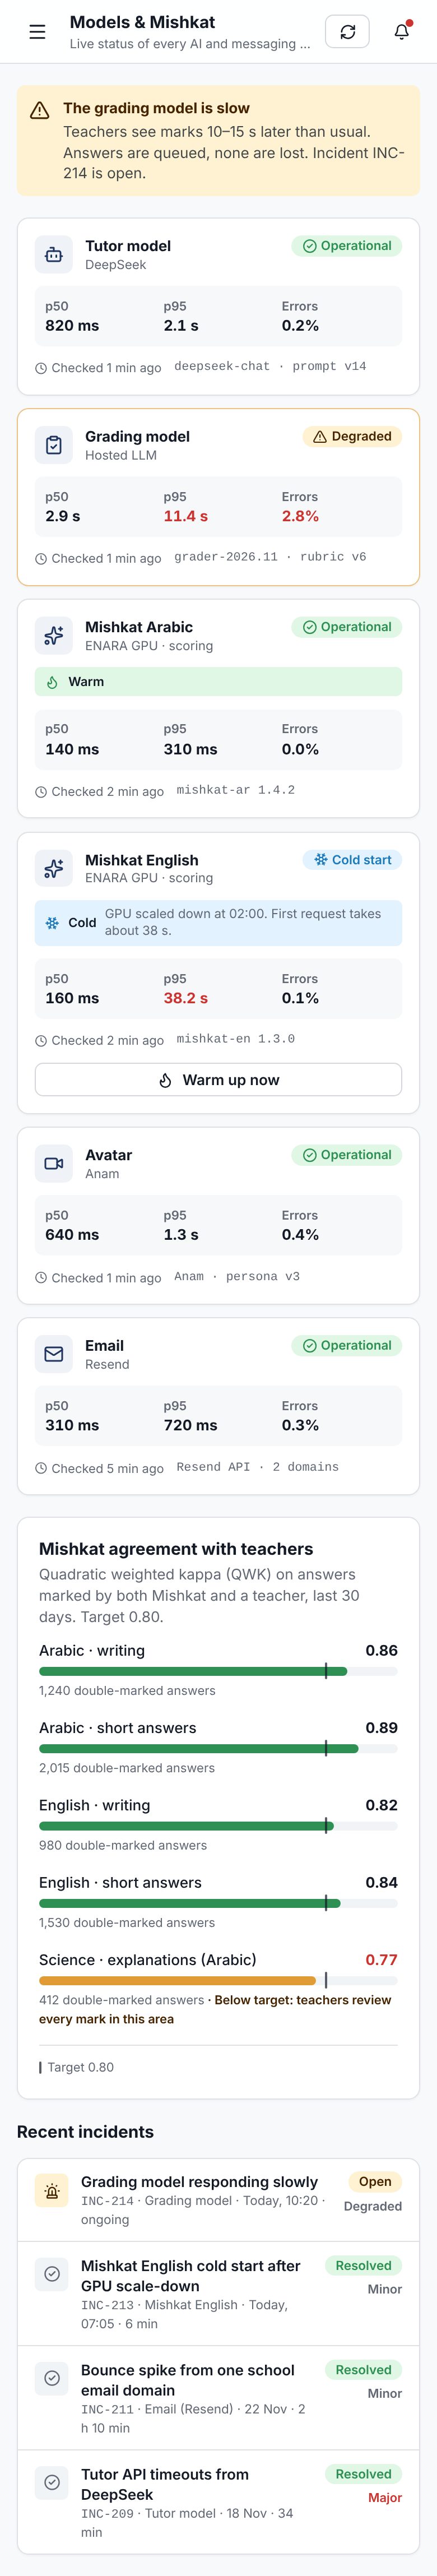 Models & Mishkat
Live status of every AI and messaging ...
The grading model is slow
Teachers see marks 10–15 s later than usual.
Answers are queued, none are lost. Incident INC-
214 is open.
Tutor model
Operational
DeepSeek
p50 p95 Errors
820 ms 2.1 s 0.2%
Checked 1 min ago deepseek-chat · prompt v14
Grading model
Degraded
Hosted LLM
p50 p95 Errors
2.9 s 11.4 s 2.8%
Checked 1 min ago grader-2026.11 · rubric v6
Mishkat Arabic
Operational
ENARA GPU · scoring
Warm
p50 p95 Errors
140 ms 310 ms 0.0%
Checked 2 min ago mishkat-ar 1.4.2
Mishkat English
Cold start
ENARA GPU · scoring
Cold
GPU scaled down at 02:00. First request takes
about 38 s.
p50 p95 Errors
160 ms 38.2 s 0.1%
Checked 2 min ago mishkat-en 1.3.0
Warm up now
Avatar
Operational
Anam
p50 p95 Errors
640 ms 1.3 s 0.4%
Checked 1 min ago Anam · persona v3
Email
Operational
Resend
p50 p95 Errors
310 ms 720 ms 0.3%
Checked 5 min ago Resend API · 2 domains
Mishkat agreement with teachers
Quadratic weighted kappa (QWK) on answers
marked by both Mishkat and a teacher, last 30
days. Target 0.80.
Arabic · writing 0.86
1,240 double-marked answers
Arabic · short answers 0.89
2,015 double-marked answers
English · writing 0.82
980 double-marked answers
English · short answers 0.84
1,530 double-marked answers
Science · explanations (Arabic) 0.77
412 double-marked answers · Below target: teachers review
every mark in this area
Target 0.80
Recent incidents
Grading model responding slowly
INC-214 · Grading model · Today, 10:20 ·
ongoing
Open
Degraded
Mishkat English cold start after
GPU scale-down
INC-213 · Mishkat English · Today,
07:05 · 6 min
Resolved
Minor
Bounce spike from one school
email domain
INC-211 · Email (Resend) · 22 Nov · 2
h 10 min
Resolved
Minor
Tutor API timeouts from
DeepSeek
INC-209 · Tutor model · 18 Nov · 34
min
Resolved
Major